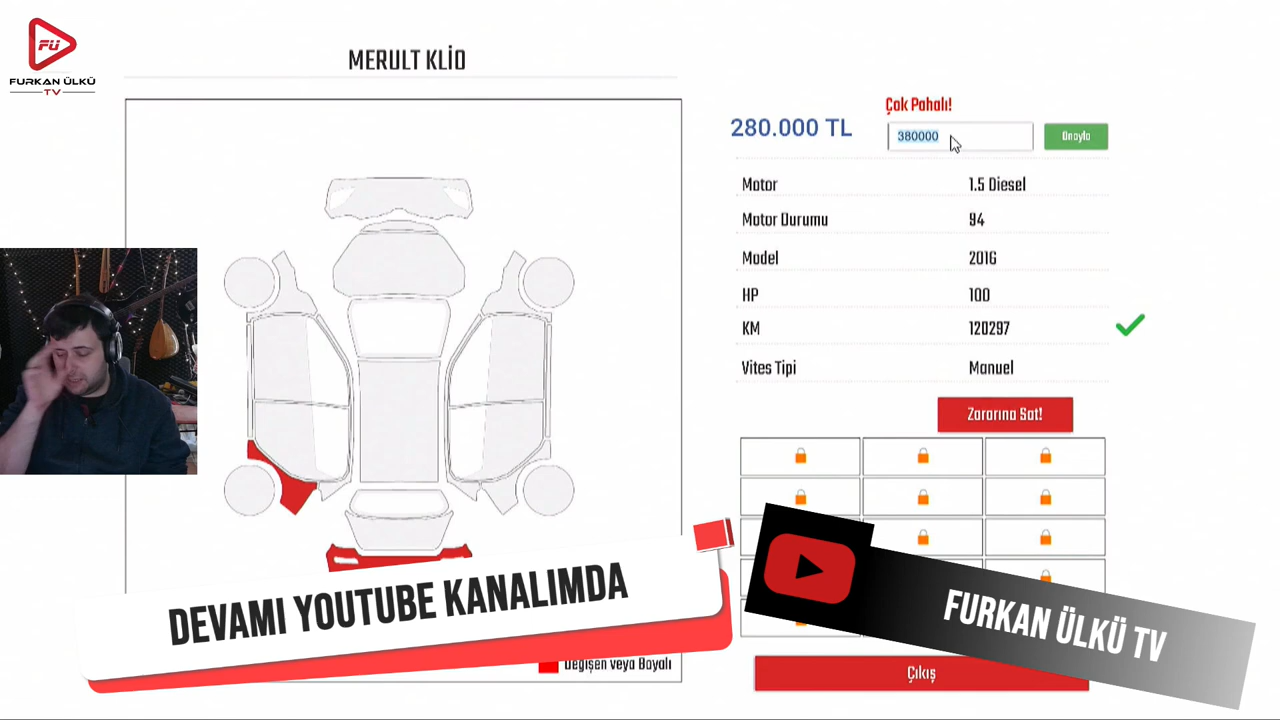 FU
FURKAN ÜLKÜ
TV
MERULT KLİO
Çok Pahalı!
280.000 TL
380000
Onayla
Motor 1.5 Diesel
Motor Durumu 94
Model 2016
HP 100
KM 120297
Vites Tipi Manuel
Zararına Sat!
DEVAMI YOUTUBE KANALIMDA
FURKAN ÜLKÜ TV
Değişen veya Boyalı
Çıkış